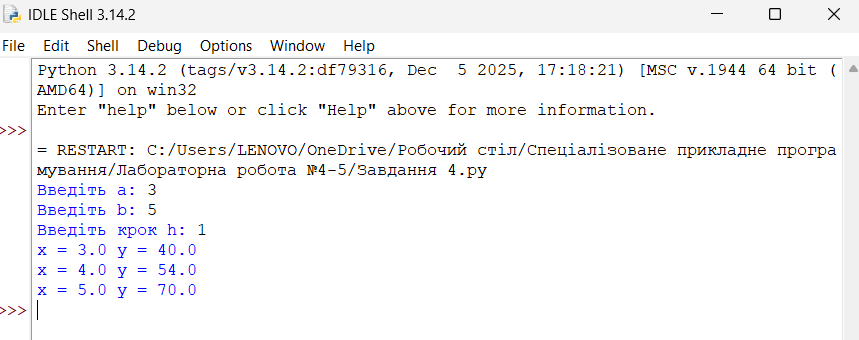 IDLE Shell 3.14.2
File Edit Shell Debug Options Window Help
Python 3.14.2 (tags/v3.14.2:df79316, Dec  5 2025, 17:18:21) [MSC v.1944 64 bit (
AMD64)] on win32
Enter "help" below or click "Help" above for more information.
>>>
= RESTART: C:/Users/LENOVO/OneDrive/Робочий стіл/Спеціалізоване прикладне програ
мування/Лабораторна робота №4-5/Завдання 4.py
Введіть a: 3
Введіть b: 5
Введіть крок h: 1
x = 3.0 y = 40.0
x = 4.0 y = 54.0
x = 5.0 y = 70.0
>>>